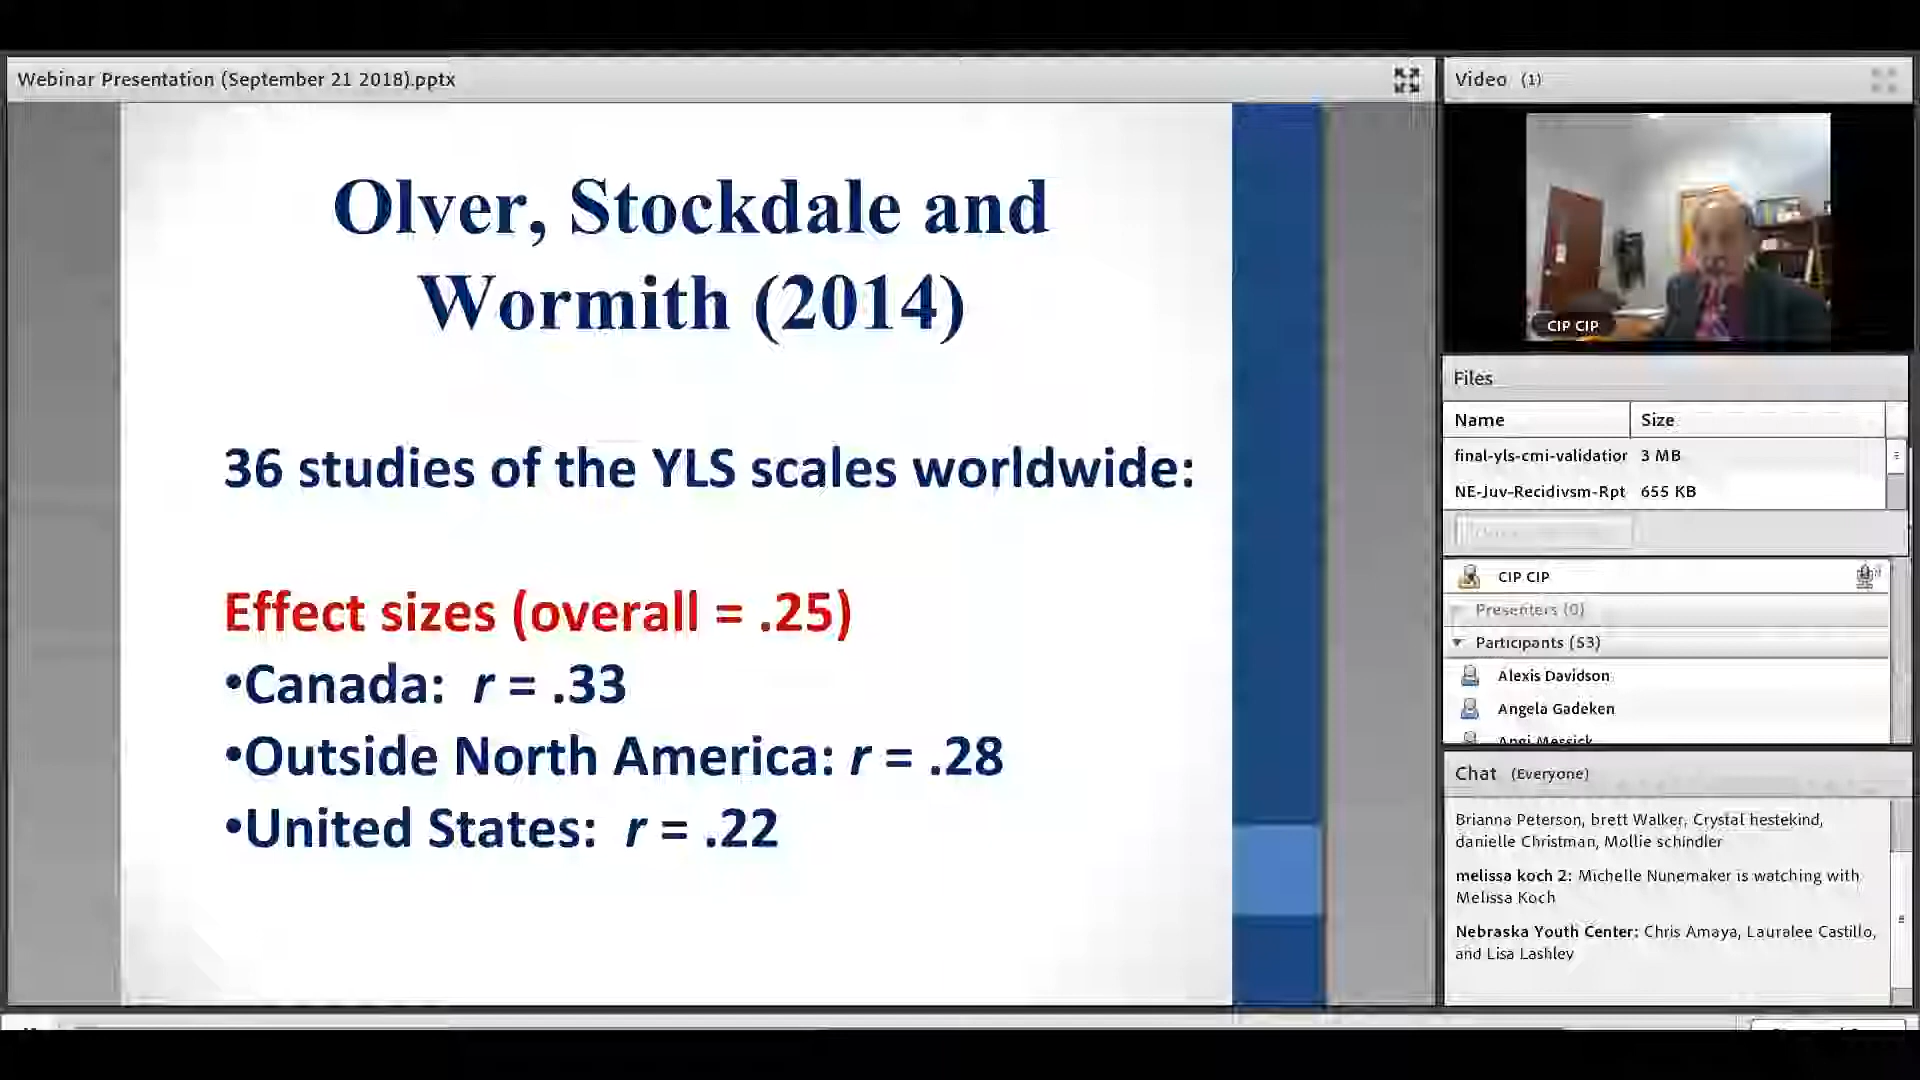 Webinar Presentation (September 21 2018).pptx
Olver, Stockdale and
Wormith (2014)
36 studies of the YLS scales worldwide:
Effect sizes (overall = .25)
•Canada: r = .33
•Outside North America: r = .28
•United States: r = .22
Video (1)
CIP CIP
Files
Name Size
final-yls-cmi-validation 3 MB
NE-Juv-Recidivsm-Rpt 655 KB
CIP CIP
Presenters (0)
Participants (53)
Alexis Davidson
Angela Gadeken
Angi Messick
Chat (Everyone)
Brianna Peterson, brett Walker, Crystal hestekind,
danielle Christman, Mollie schindler
melissa koch 2: Michelle Nunemaker is watching with
Melissa Koch
Nebraska Youth Center: Chris Amaya, Lauralee Castillo,
and Lisa Lashley